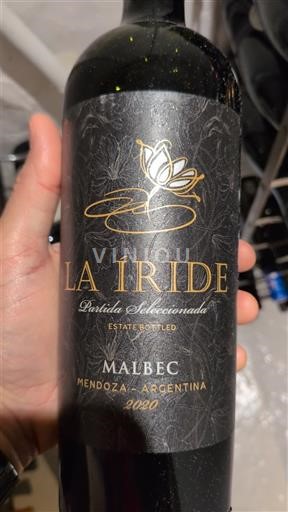 VINIOU
LA IRIDE
Partida Seleccionada
ESTATE BOTTLED
MALBEC
MENDOZA - ARGENTINA
2020